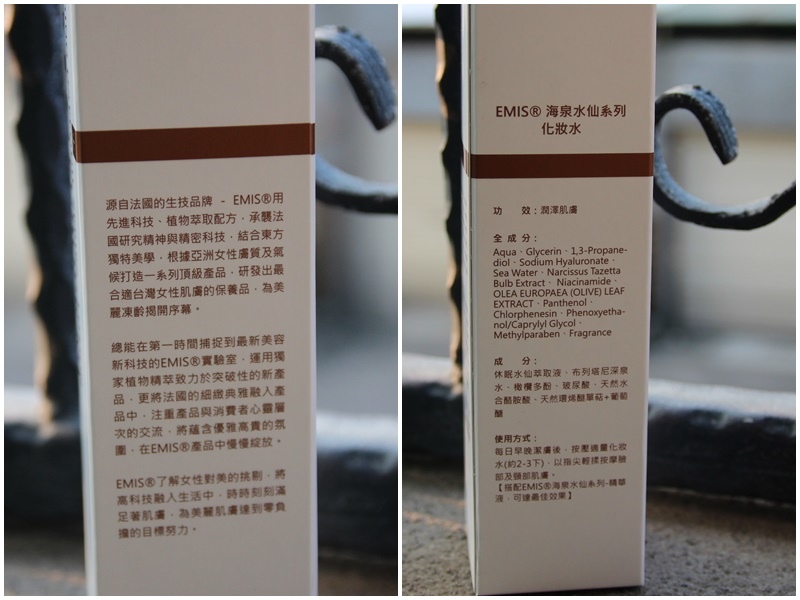 源自法國的生技品牌 - EMIS®用
先進科技、植物萃取配方，承襲法
國研究精神與精密科技，結合東方
獨特美學，根據亞洲女性膚質及氣
候打造一系列頂級產品，研發出最
合適台灣女性肌膚的保養品，為美
麗凍齡揭開序幕。
總能在第一時間捕捉到最新美容
新科技的EMIS®實驗室，運用獨
家植物精萃致力於突破性的新產
品，更將法國的細緻典雅融入產
品中，注重產品與消費者心靈層
次的交流，將蘊含優雅高貴的氛
圍，在EMIS®產品中慢慢綻放。
EMIS®了解女性對美的挑剔，將
高科技融入生活中，時時刻刻滿
足著肌膚，為美麗肌膚達到零負
擔的目標努力。
EMIS® 海泉水仙系列
化妝水
功　　效：潤澤肌膚
全 成 分：
Aqua、Glycerin、1,3-Propane-
diol、Sodium Hyaluronate、
Sea Water、Narcissus Tazetta
Bulb Extract、Niacinamide、
OLEA EUROPAEA (OLIVE) LEAF
EXTRACT、Panthenol、
Chlorphenesin、Phenoxyetha-
nol/Caprylyl Glycol、
Methylparaben、Fragrance
成　　分：
休眠水仙萃取液、布列塔尼深泉
水、橄欖多酚、玻尿酸、天然水
合醣胺酸、天然環烯醚單萜+葡萄
醣
使用方式：
每日早晚潔膚後，按壓適量化妝
水(約2-3下)，以指尖輕揉按摩臉
部及頸部肌膚。
【搭配EMIS®海泉水仙系列-精華
液，可達最佳效果】